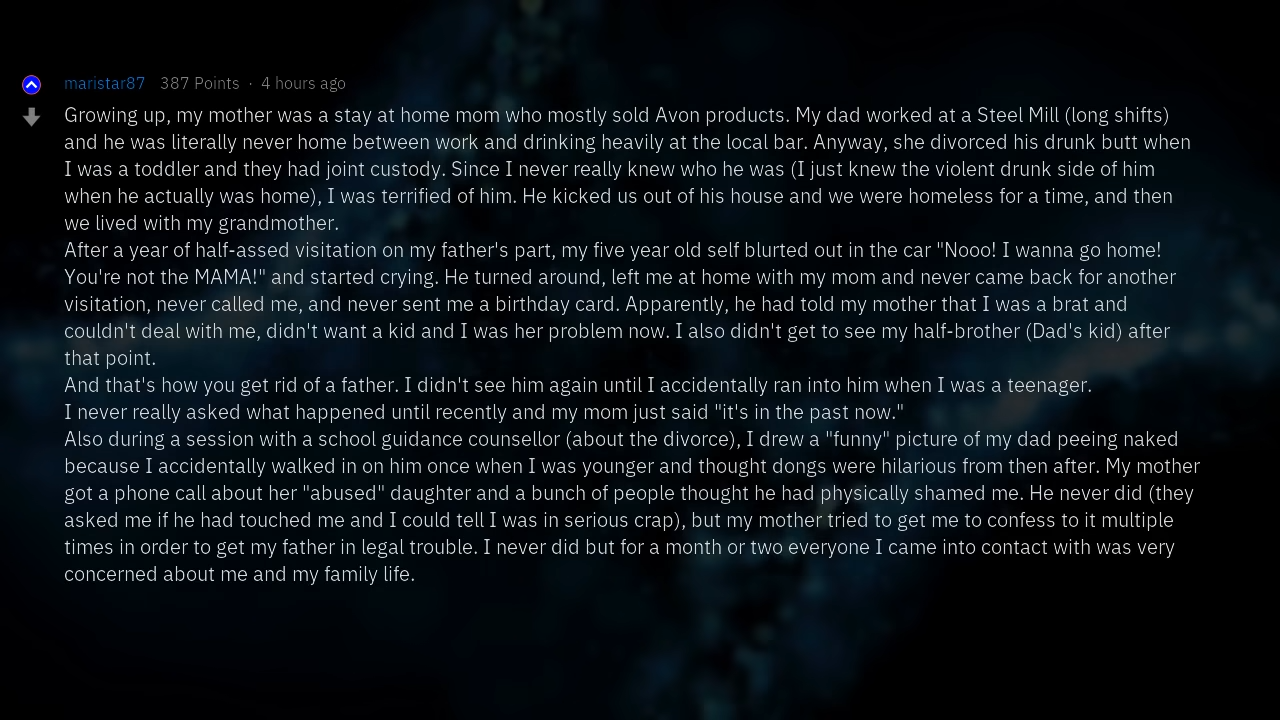 maristar87 387 Points · 4 hours ago
Growing up, my mother was a stay at home mom who mostly sold Avon products. My dad worked at a Steel Mill (long shifts)
and he was literally never home between work and drinking heavily at the local bar. Anyway, she divorced his drunk butt when
I was a toddler and they had joint custody. Since I never really knew who he was (I just knew the violent drunk side of him
when he actually was home), I was terrified of him. He kicked us out of his house and we were homeless for a time, and then
we lived with my grandmother.
After a year of half-assed visitation on my father's part, my five year old self blurted out in the car "Nooo! I wanna go home!
You're not the MAMA!" and started crying. He turned around, left me at home with my mom and never came back for another
visitation, never called me, and never sent me a birthday card. Apparently, he had told my mother that I was a brat and
couldn't deal with me, didn't want a kid and I was her problem now. I also didn't get to see my half-brother (Dad's kid) after
that point.
And that's how you get rid of a father. I didn't see him again until I accidentally ran into him when I was a teenager.
I never really asked what happened until recently and my mom just said "it's in the past now."
Also during a session with a school guidance counsellor (about the divorce), I drew a "funny" picture of my dad peeing naked
because I accidentally walked in on him once when I was younger and thought dongs were hilarious from then after. My mother
got a phone call about her "abused" daughter and a bunch of people thought he had physically shamed me. He never did (they
asked me if he had touched me and I could tell I was in serious crap), but my mother tried to get me to confess to it multiple
times in order to get my father in legal trouble. I never did but for a month or two everyone I came into contact with was very
concerned about me and my family life.